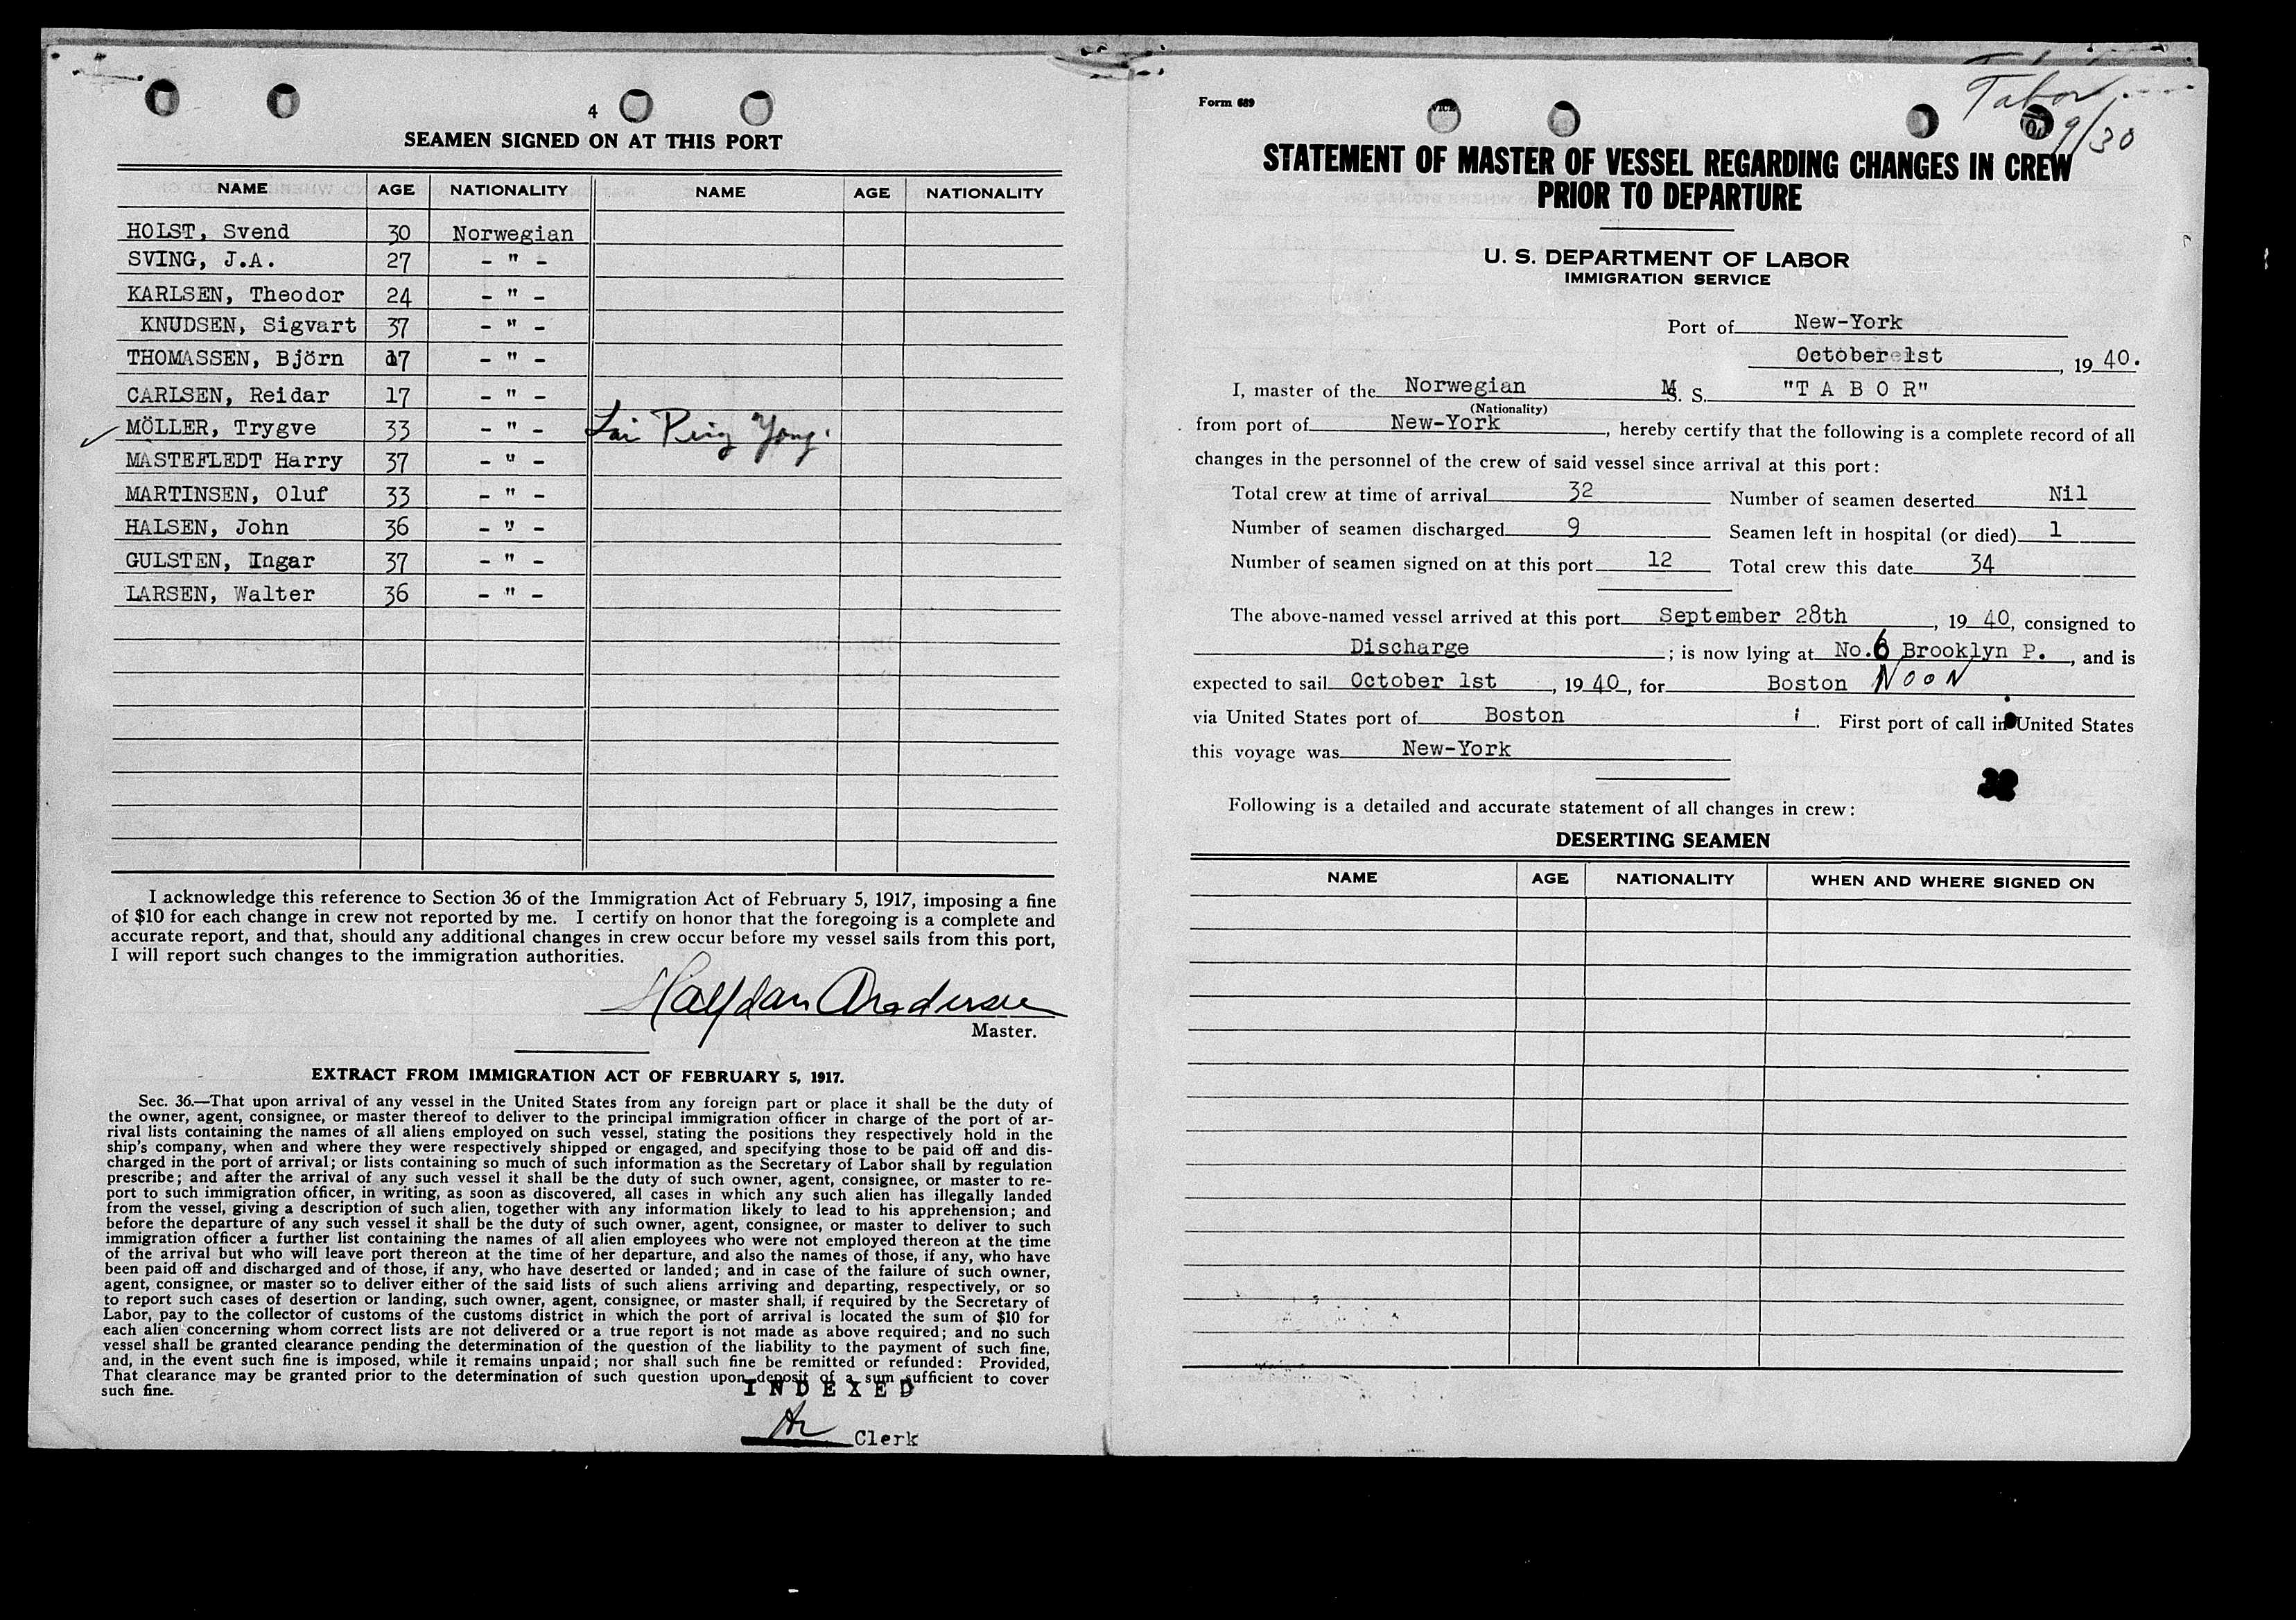 4
SEAMEN SIGNED ON AT THIS PORT
NAME AGE NATIONALITY NAME AGE NATIONALITY
HOLST, Svend 30 Norwegian
SVING, J.A. 27 - " -
KARLSEN, Theodor 24 - " -
KNUDSEN, Sigvart 37 - " -
THOMASSEN, Björn 17 - " -
CARLSEN, Reidar 17 - " -
MÖLLER, Trygve 33 - " - Lai Ping Yong.
MASTEFLEDT Harry 37 - " -
MARTINSEN, Oluf 33 - " -
HALSEN, John 36 - " -
GULSTEN, Ingar 37 - " -
LARSEN, Walter 36 - " -
I acknowledge this reference to Section 36 of the Immigration Act of February 5, 1917, imposing a fine
of $10 for each change in crew not reported by me. I certify on honor that the foregoing is a complete and
accurate report, and that, should any additional changes in crew occur before my vessel sails from this port,
I will report such changes to the immigration authorities.
Halfdan Andersen
Master.
EXTRACT FROM IMMIGRATION ACT OF FEBRUARY 5, 1917.
Sec. 36.—That upon arrival of any vessel in the United States from any foreign part or place it shall be the duty of
the owner, agent, consignee, or master thereof to deliver to the principal immigration officer in charge of the port of ar-
rival lists containing the names of all aliens employed on such vessel, stating the positions they respectively hold in the
ship's company, when and where they were respectively shipped or engaged, and specifying those to be paid off and dis-
charged in the port of arrival; or lists containing so much of such information as the Secretary of Labor shall by regulation
prescribe; and after the arrival of any such vessel it shall be the duty of such owner, agent, consignee, or master to re-
port to such immigration officer, in writing, as soon as discovered, all cases in which any such alien has illegally landed
from the vessel, giving a description of such alien, together with any information likely to lead to his apprehension; and
before the departure of any such vessel it shall be the duty of such owner, agent, consignee, or master to deliver to such
immigration officer a further list containing the names of all alien employees who were not employed thereon at the time
of the arrival but who will leave port thereon at the time of her departure, and also the names of those, if any, who have
been paid off and discharged and of those, if any, who have deserted or landed; and in case of the failure of such owner,
agent, consignee, or master so to deliver either of the said lists of such aliens arriving and departing, respectively, or so
to report such cases of desertion or landing, such owner, agent, consignee, or master shall, if required by the Secretary of
Labor, pay to the collector of customs of the customs district in which the port of arrival is located the sum of $10 for
each alien concerning whom correct lists are not delivered or a true report is not made as above required; and no such
vessel shall be granted clearance pending the determination of the question of the liability to the payment of such fine,
and, in the event such fine is imposed, while it remains unpaid; nor shall such fine be remitted or refunded: Provided,
That clearance may be granted prior to the determination of such question upon deposit of a sum sufficient to cover
such fine.
INDEXED
Clerk
Tabor
9/30
Form 689
STATEMENT OF MASTER OF VESSEL REGARDING CHANGES IN CREW
PRIOR TO DEPARTURE
U. S. DEPARTMENT OF LABOR
IMMIGRATION SERVICE
Port of New-York
October 1st, 19 40.
I, master of the Norwegian M. S. "T A B O R"
(Nationality)
from port of New-York, hereby certify that the following is a complete record of all
changes in the personnel of the crew of said vessel since arrival at this port:
Total crew at time of arrival 32 Number of seamen deserted Nil
Number of seamen discharged 9 Seamen left in hospital (or died) 1
Number of seamen signed on at this port 12 Total crew this date 34
The above-named vessel arrived at this port September 28th, 19 40, consigned to
Discharge; is now lying at No.6 Brooklyn P., and is
expected to sail October 1st, 19 40, for Boston NOON
via United States port of Boston. First port of call in United States
this voyage was New-York
Following is a detailed and accurate statement of all changes in crew:
DESERTING SEAMEN
NAME AGE NATIONALITY WHEN AND WHERE SIGNED ON